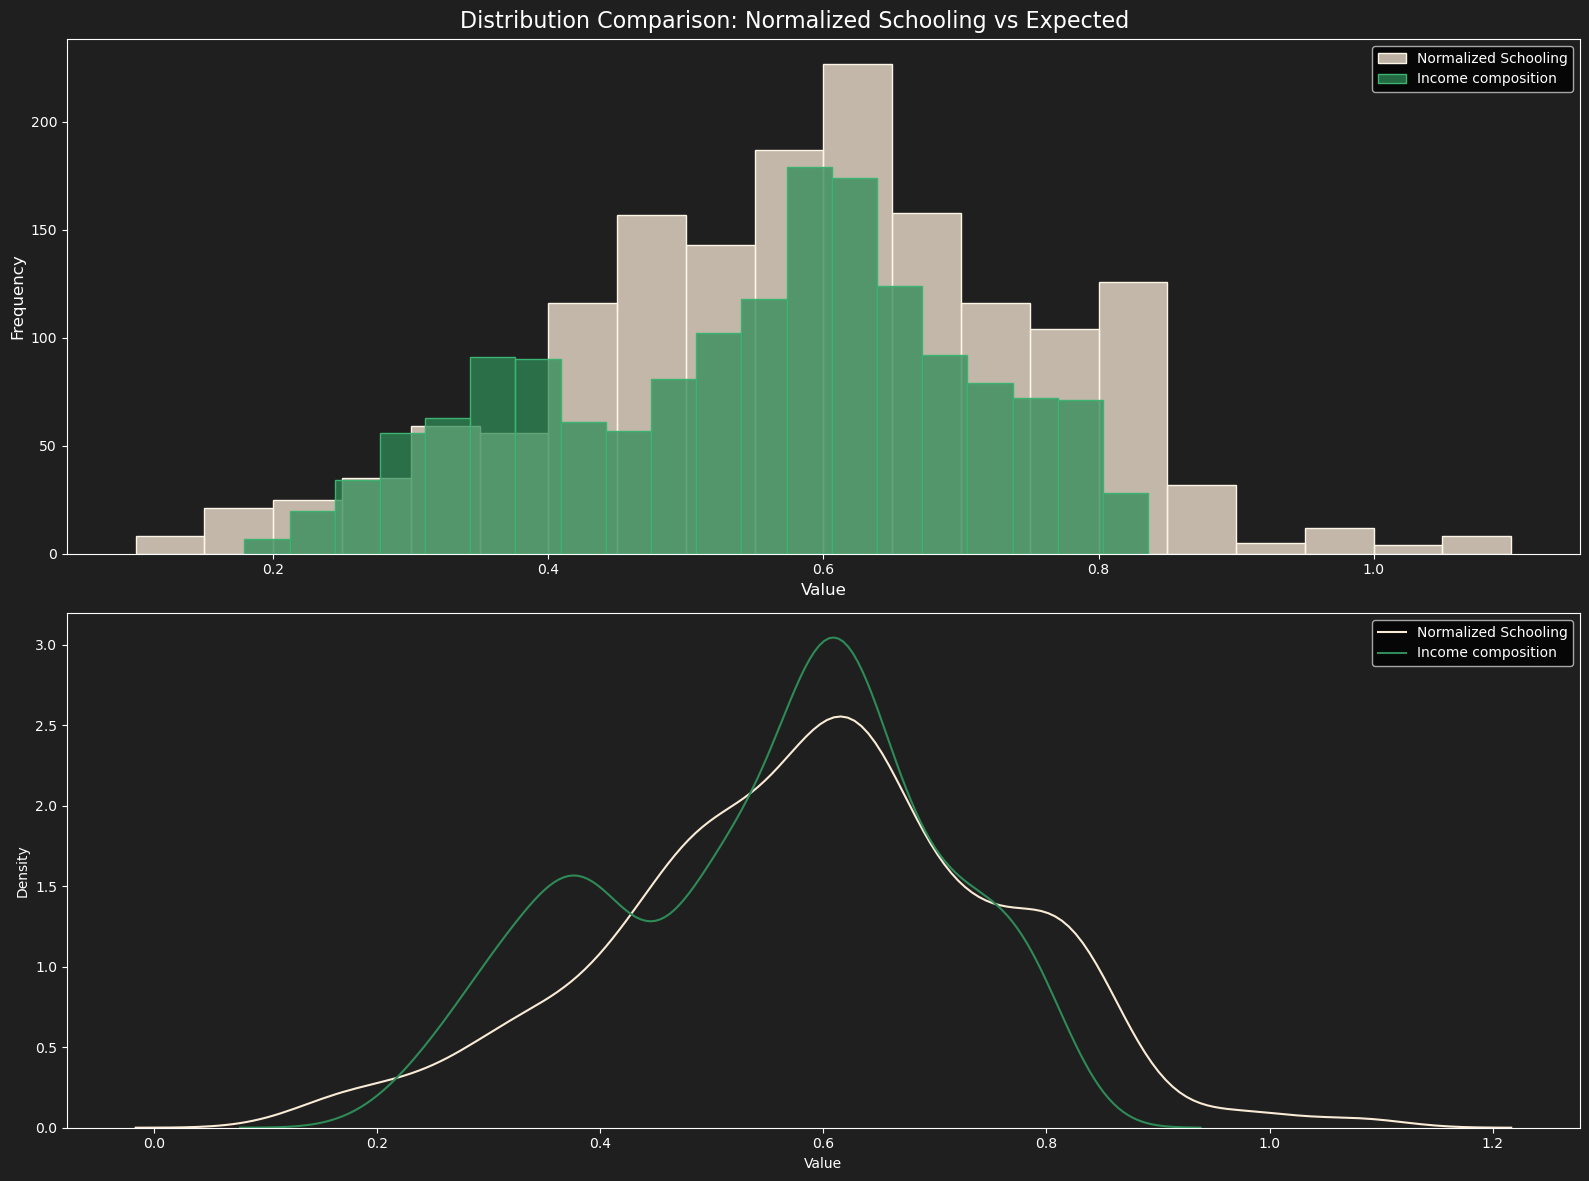 Distribution Comparison: Normalized Schooling vs Expected
Normalized Schooling
Income composition
Frequency
200
150
100
50
0
0.2 0.4 0.6 0.8 1.0
Value
Normalized Schooling
Income composition
Density
3.0
2.5
2.0
1.5
1.0
0.5
0.0
0.0 0.2 0.4 0.6 0.8 1.0 1.2
Value